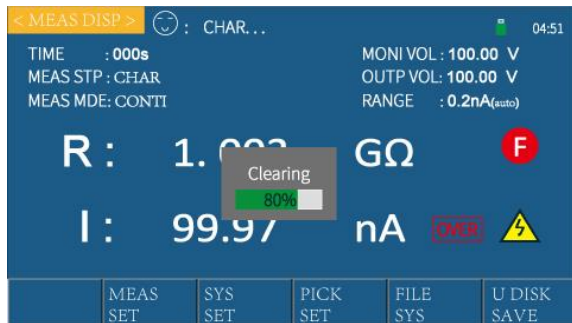 < MEAS DISP > : CHAR... 04:51
TIME : 000s MONI VOL : 100.00 V
MEAS STP : CHAR OUTP VOL: 100.00 V
MEAS MDE: CONTI RANGE : 0.2nA(auto)
R : 1. GΩ F
Clearing
80%
I : 99.97 nA OVER
MEAS SET
SYS SET
PICK SET
FILE SYS
U DISK SAVE